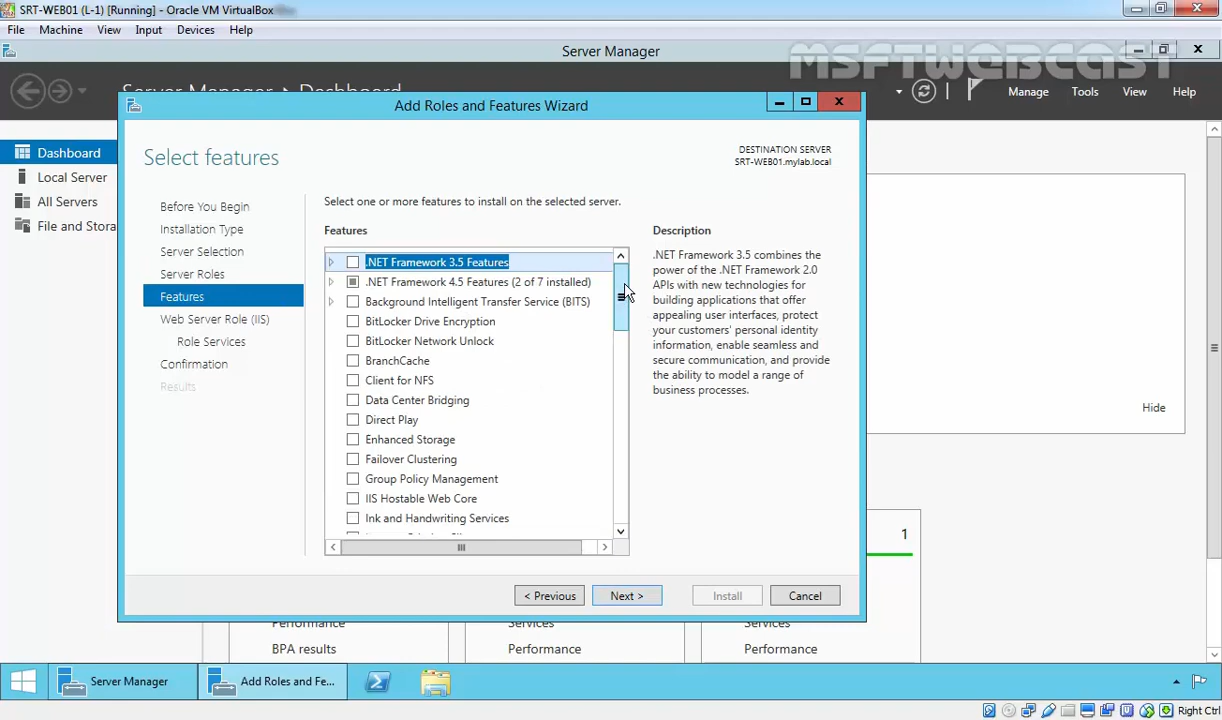 SRT-WEB01 (L-1) [Running] - Oracle VM VirtualBox
File Machine View Input Devices Help
Server Manager
MSFTWEBCAST
Server Manager • Dashboard
Manage Tools View Help
Add Roles and Features Wizard
Dashboard
Local Server
All Servers
File and Stora
Select features
DESTINATION SERVER
SRT-WEB01.mylab.local
Before You Begin
Installation Type
Server Selection
Server Roles
Features
Web Server Role (IIS)
Role Services
Confirmation
Results
Select one or more features to install on the selected server.
Features
.NET Framework 3.5 Features
.NET Framework 4.5 Features (2 of 7 installed)
Background Intelligent Transfer Service (BITS)
BitLocker Drive Encryption
BitLocker Network Unlock
BranchCache
Client for NFS
Data Center Bridging
Direct Play
Enhanced Storage
Failover Clustering
Group Policy Management
IIS Hostable Web Core
Ink and Handwriting Services
Description
.NET Framework 3.5 combines the
power of the .NET Framework 2.0
APIs with new technologies for
building applications that offer
appealing user interfaces, protect
your customers' personal identity
information, enable seamless and
secure communication, and provide
the ability to model a range of
business processes.
Hide
1
< Previous Next > Install Cancel
Performance Services Services
BPA results Performance Performance
Server Manager Add Roles and Fe...
Right Ctrl